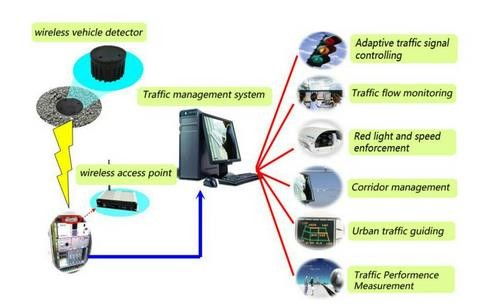 wireless vehicle detector
Traffic management system
wireless access point
Adaptive traffic signal
controlling
Traffic flow monitoring
Red light and speed
enforcement
Corridor management
Urban traffic guiding
Traffic Performence
Measurement